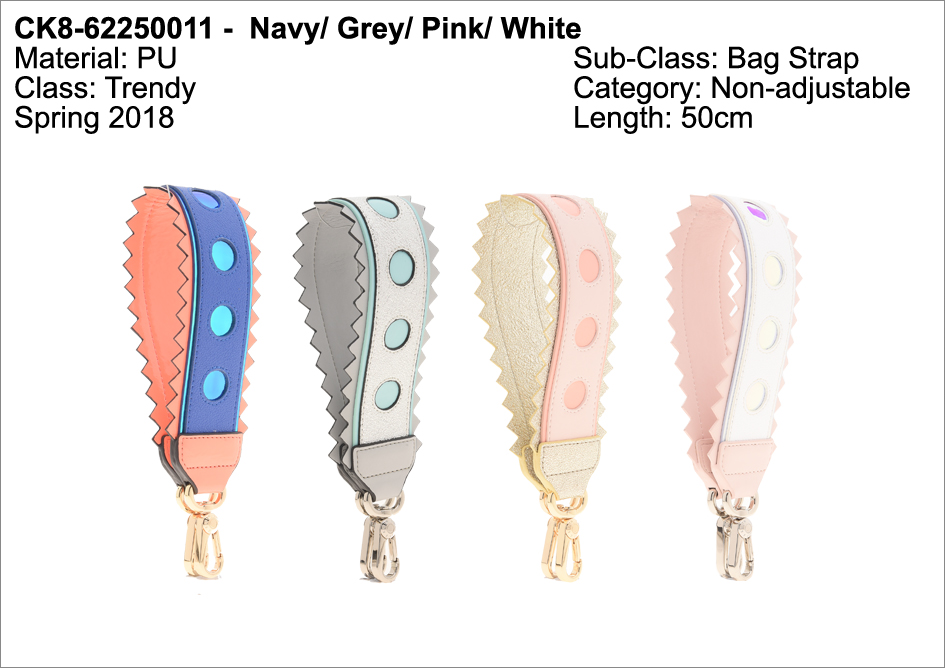 CK8-62250011 -  Navy/ Grey/ Pink/ White
Material: PU
Sub-Class: Bag Strap
Class: Trendy
Category: Non-adjustable
Spring 2018
Length: 50cm